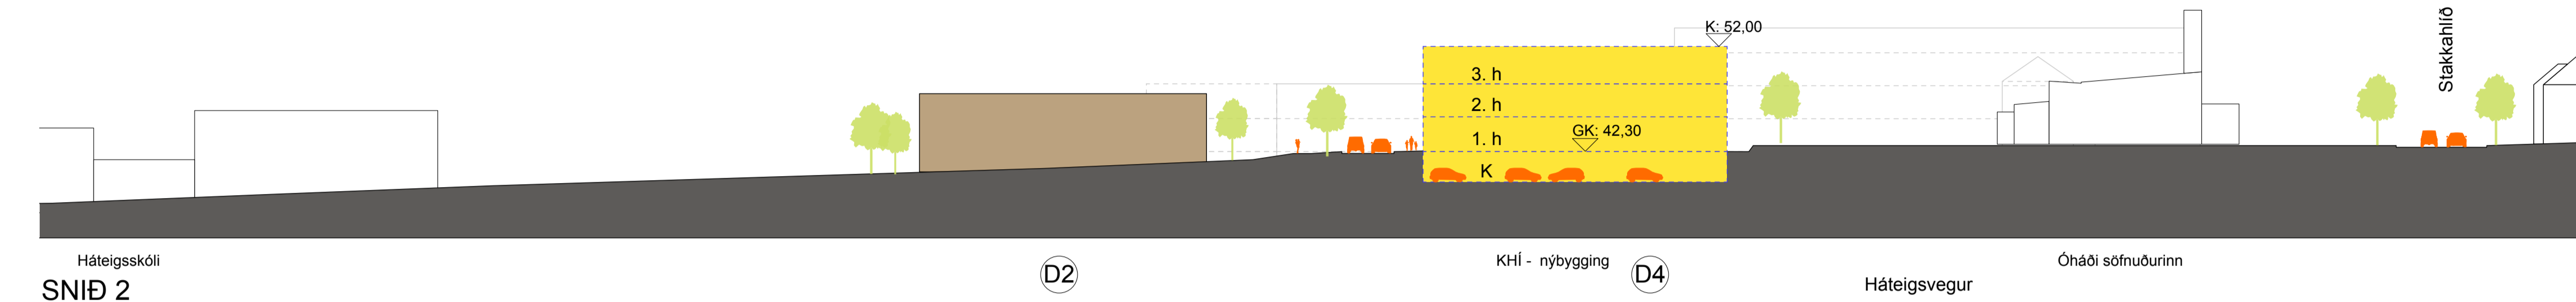 K: 52,00
Stakkahlíð
3. h
2. h
1. h
GK: 42,30
K
Háteigsskóli
KHÍ - nýbygging
Óháði söfnuðurinn
D2
D4
Háteigsvegur
SNIÐ 2